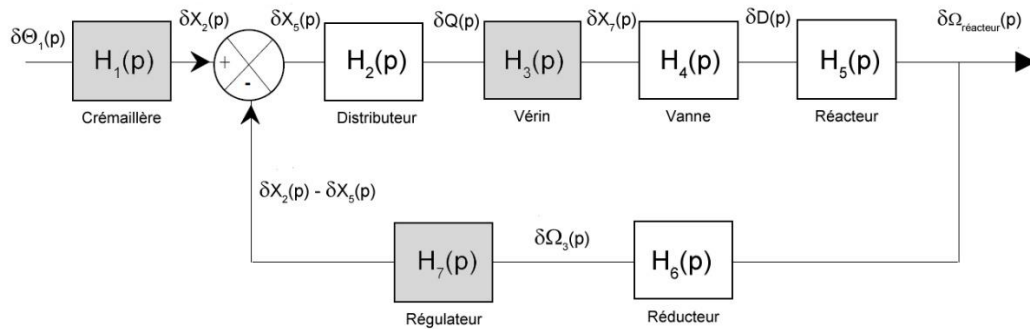 δΘ₁(p)
H₁(p)
Crémaillère
δX₂(p)
+
-
δX₅(p)
H₂(p)
Distributeur
δQ(p)
H₃(p)
Vérin
δX₇(p)
H₄(p)
Vanne
δD(p)
H₅(p)
Réacteur
δΩréacteur(p)
δX₂(p) - δX₅(p)
H₇(p)
Régulateur
δΩ₃(p)
H₆(p)
Réducteur